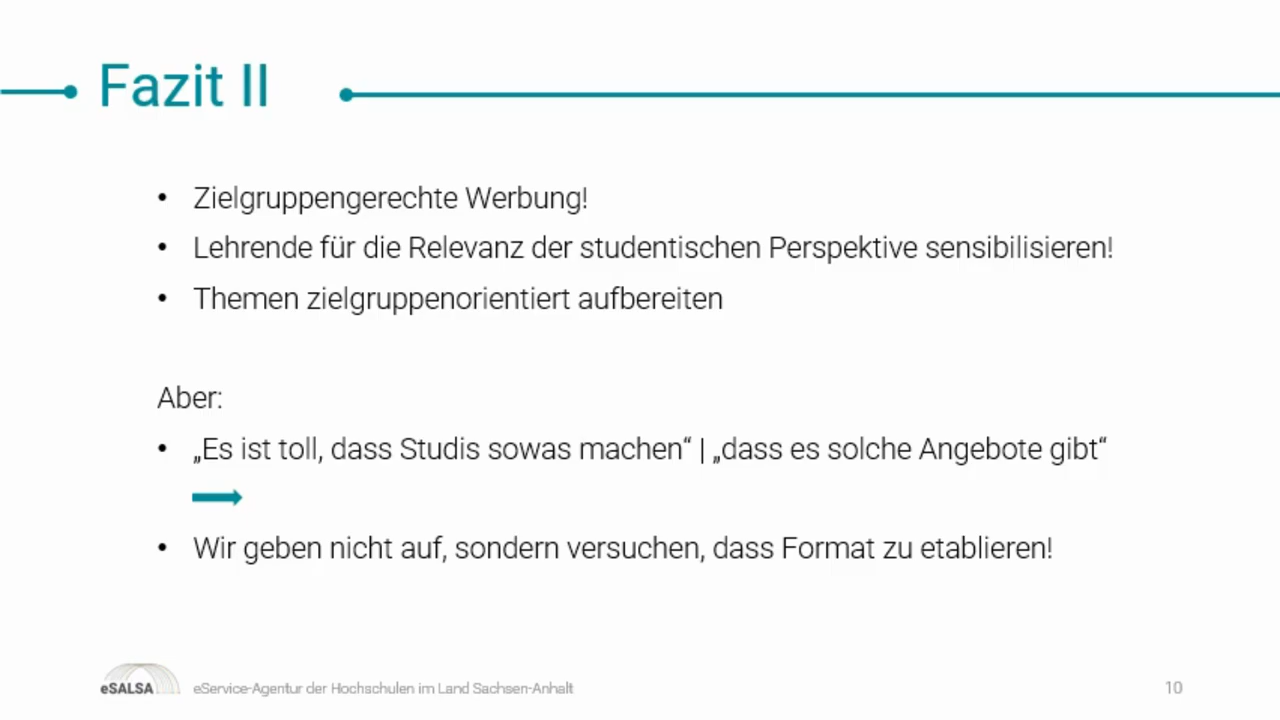 Fazit II
• Zielgruppengerechte Werbung!
• Lehrende für die Relevanz der studentischen Perspektive sensibilisieren!
• Themen zielgruppenorientiert aufbereiten
Aber:
• „Es ist toll, dass Studis sowas machen“ | „dass es solche Angebote gibt“
• Wir geben nicht auf, sondern versuchen, dass Format zu etablieren!
eSALSA eService-Agentur der Hochschulen im Land Sachsen-Anhalt 10